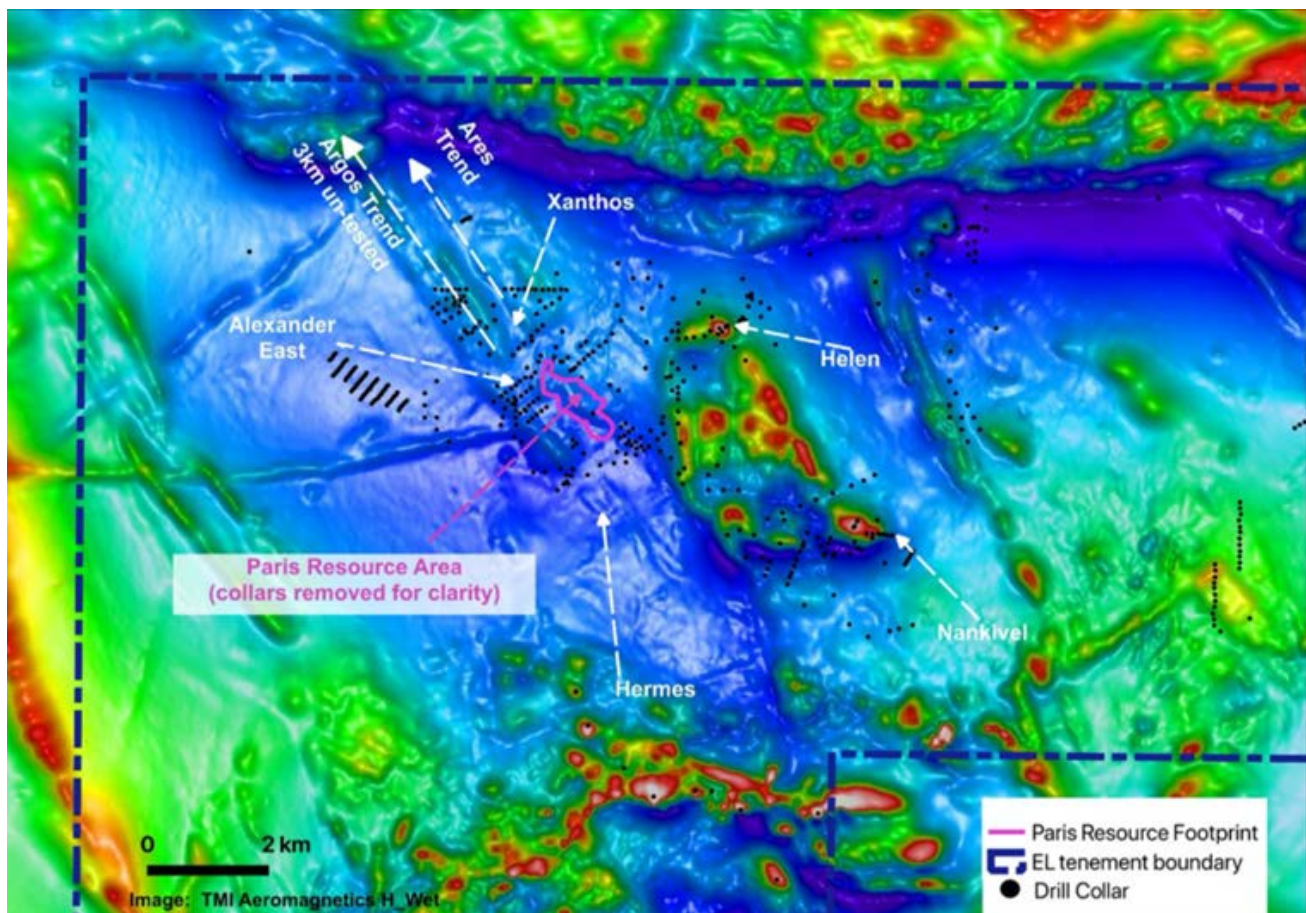 Ares
Trend
Argos Trend
3km un-tested
Xanthos
Alexander
East
Helen
Paris Resource Area
(collars removed for clarity)
Nankivel
Hermes
0 2 km
Image: TMI Aeromagnetics H_Wet
Paris Resource Footprint
EL tenement boundary
Drill Collar